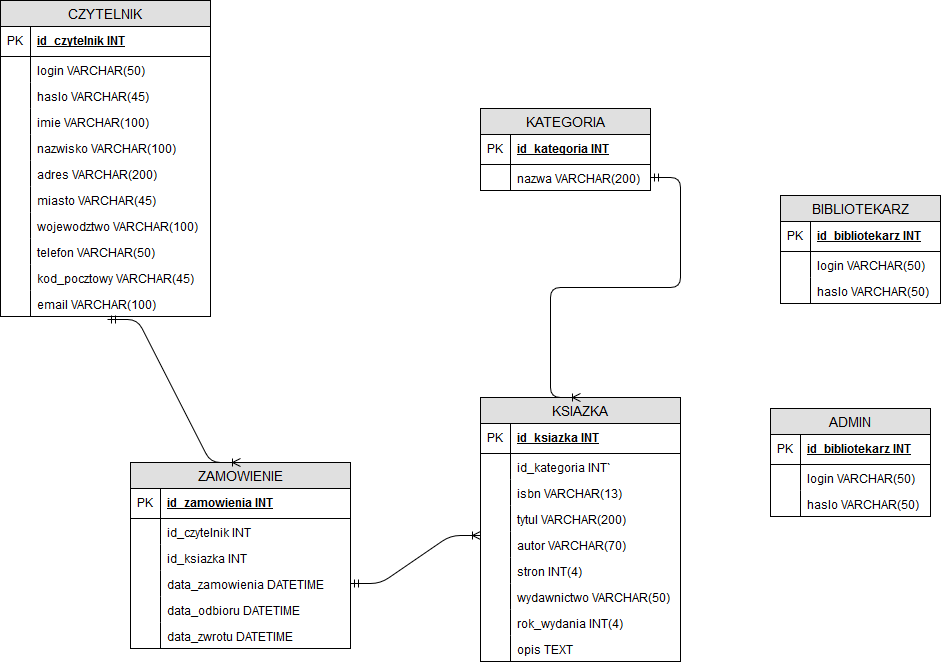 CZYTELNIK
PK id_czytelnik INT
login VARCHAR(50)
haslo VARCHAR(45)
imie VARCHAR(100)
nazwisko VARCHAR(100)
adres VARCHAR(200)
miasto VARCHAR(45)
wojewodztwo VARCHAR(100)
telefon VARCHAR(50)
kod_pocztowy VARCHAR(45)
email VARCHAR(100)
KATEGORIA
PK id_kategoria INT
nazwa VARCHAR(200)
BIBLIOTEKARZ
PK id_bibliotekarz INT
login VARCHAR(50)
haslo VARCHAR(50)
ZAMOWIENIE
PK id_zamowienia INT
id_czytelnik INT
id_ksiazka INT
data_zamowienia DATETIME
data_odbioru DATETIME
data_zwrotu DATETIME
KSIAZKA
PK id_ksiazka INT
id_kategoria INT`
isbn VARCHAR(13)
tytul VARCHAR(200)
autor VARCHAR(70)
stron INT(4)
wydawnictwo VARCHAR(50)
rok_wydania INT(4)
opis TEXT
ADMIN
PK id_bibliotekarz INT
login VARCHAR(50)
haslo VARCHAR(50)